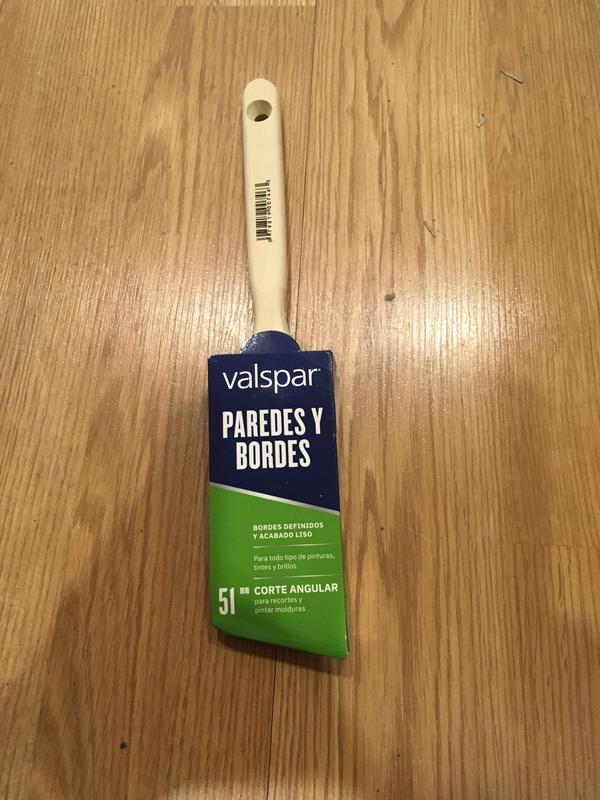 valspar
PAREDES Y
BORDES
BORDES DEFINIDOS
Y ACABADO LISO
Para todo tipo de pinturas,
tintes y brillos
51 mm CORTE ANGULAR
para recortes y
pintar molduras